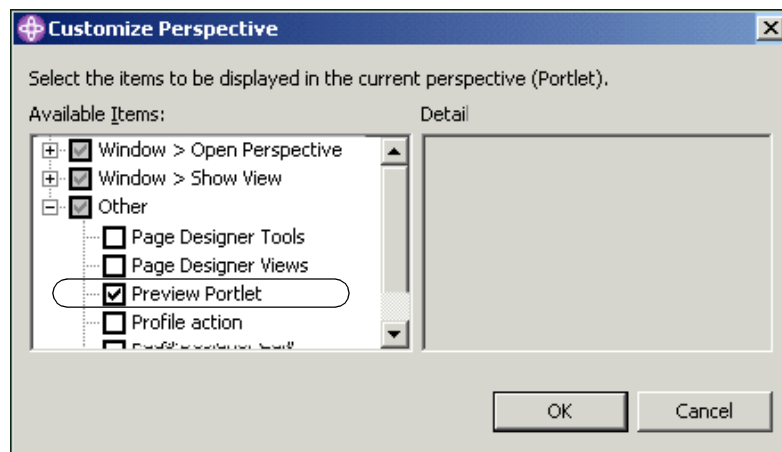 Customize Perspective
Select the items to be displayed in the current perspective (Portlet).
Available Items:
Detail
Window > Open Perspective
Window > Show View
Other
Page Designer Tools
Page Designer Views
Preview Portlet
Profile action
OK
Cancel